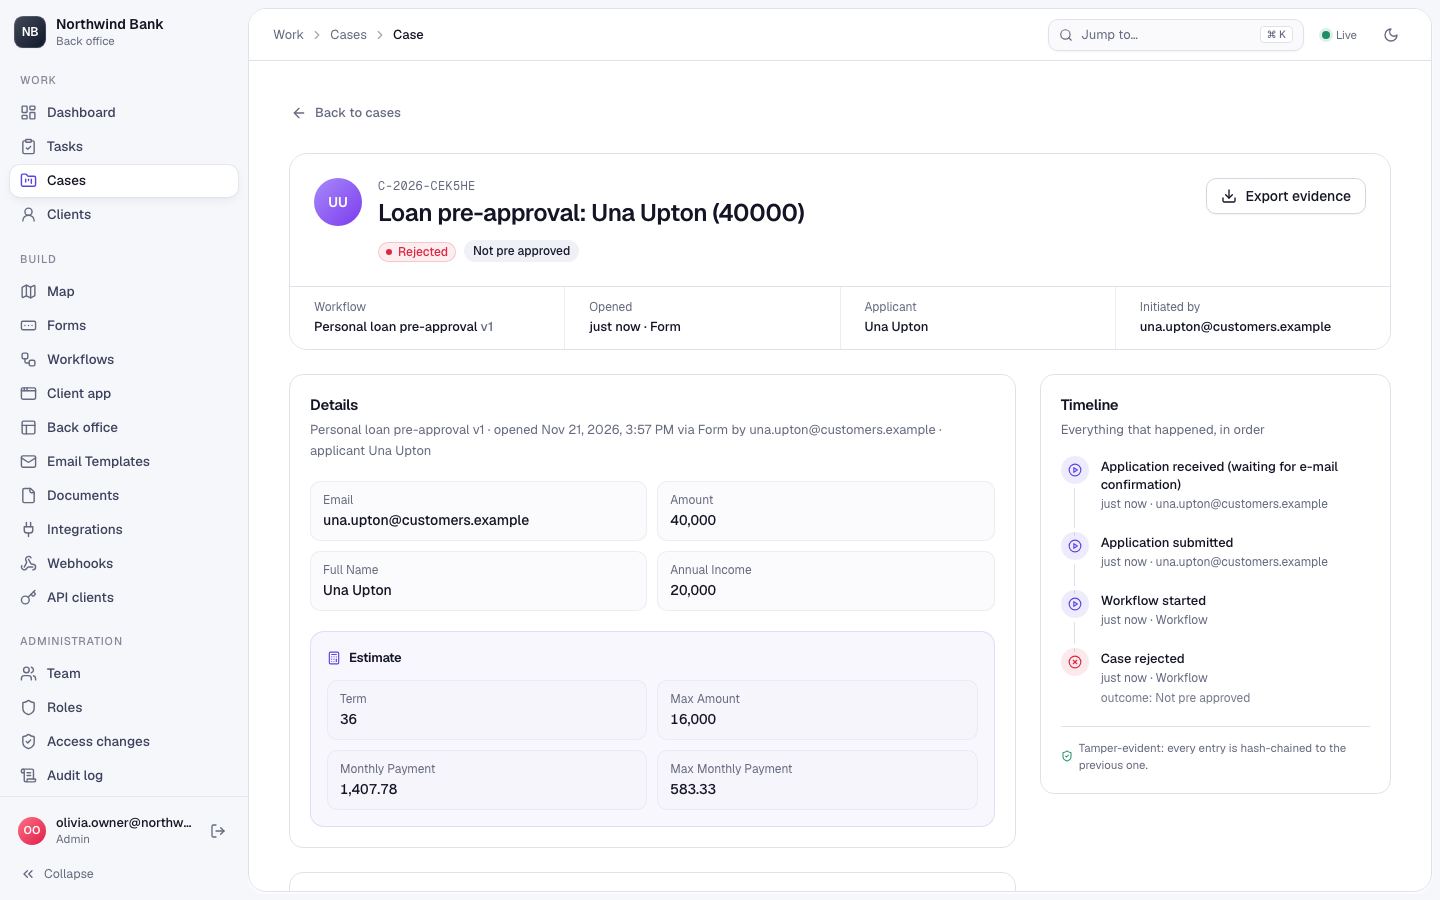 NB
Northwind Bank
Back office
WORK
Dashboard
Tasks
Cases
Clients
BUILD
Map
Forms
Workflows
Client app
Back office
Email Templates
Documents
Integrations
Webhooks
API clients
ADMINISTRATION
Team
Roles
Access changes
Audit log
OO
olivia.owner@northw...
Admin
Collapse
Work > Cases > Case
Jump to...
⌘ K
Live
Back to cases
UU
C-2026-CEK5HE
Loan pre-approval: Una Upton (40000)
Rejected
Not pre approved
Export evidence
Workflow
Personal loan pre-approval v1
Opened
just now · Form
Applicant
Una Upton
Initiated by
una.upton@customers.example
Details
Personal loan pre-approval v1 · opened Nov 21, 2026, 3:57 PM via Form by una.upton@customers.example ·
applicant Una Upton
Email
una.upton@customers.example
Amount
40,000
Full Name
Una Upton
Annual Income
20,000
Estimate
Term
36
Max Amount
16,000
Monthly Payment
1,407.78
Max Monthly Payment
583.33
Timeline
Everything that happened, in order
Application received (waiting for e-mail
confirmation)
just now · una.upton@customers.example
Application submitted
just now · una.upton@customers.example
Workflow started
just now · Workflow
Case rejected
just now · Workflow
outcome: Not pre approved
Tamper-evident: every entry is hash-chained to the
previous one.